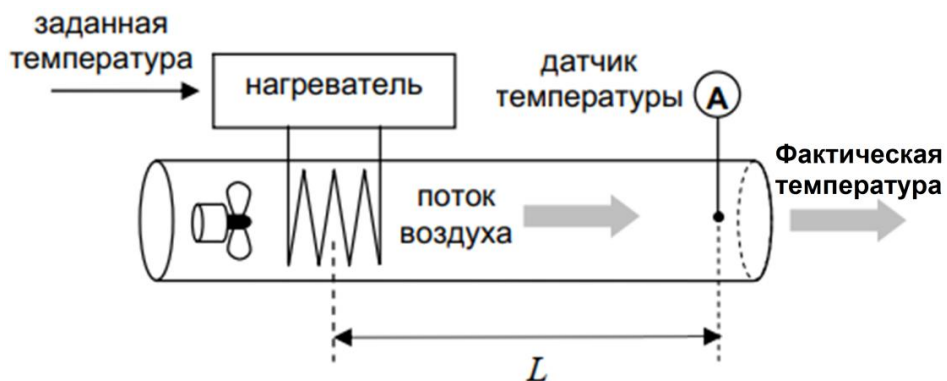 заданная
температура
нагреватель
датчик
температуры
А
поток
воздуха
Фактическая
температура
L